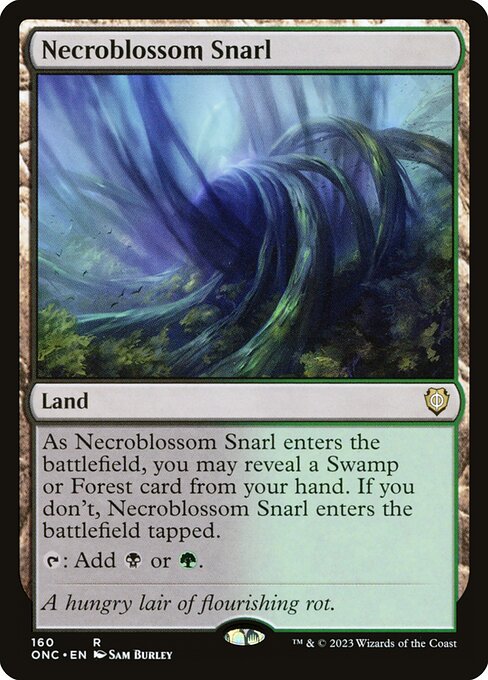 Necroblossom Snarl
Land
As Necroblossom Snarl enters the
battlefield, you may reveal a Swamp
or Forest card from your hand. If you
don't, Necroblossom Snarl enters the
battlefield tapped.
: Add or .
A hungry lair of flourishing rot.
160 R
ONC • EN Sam Burley
™ & © 2023 Wizards of the Coast